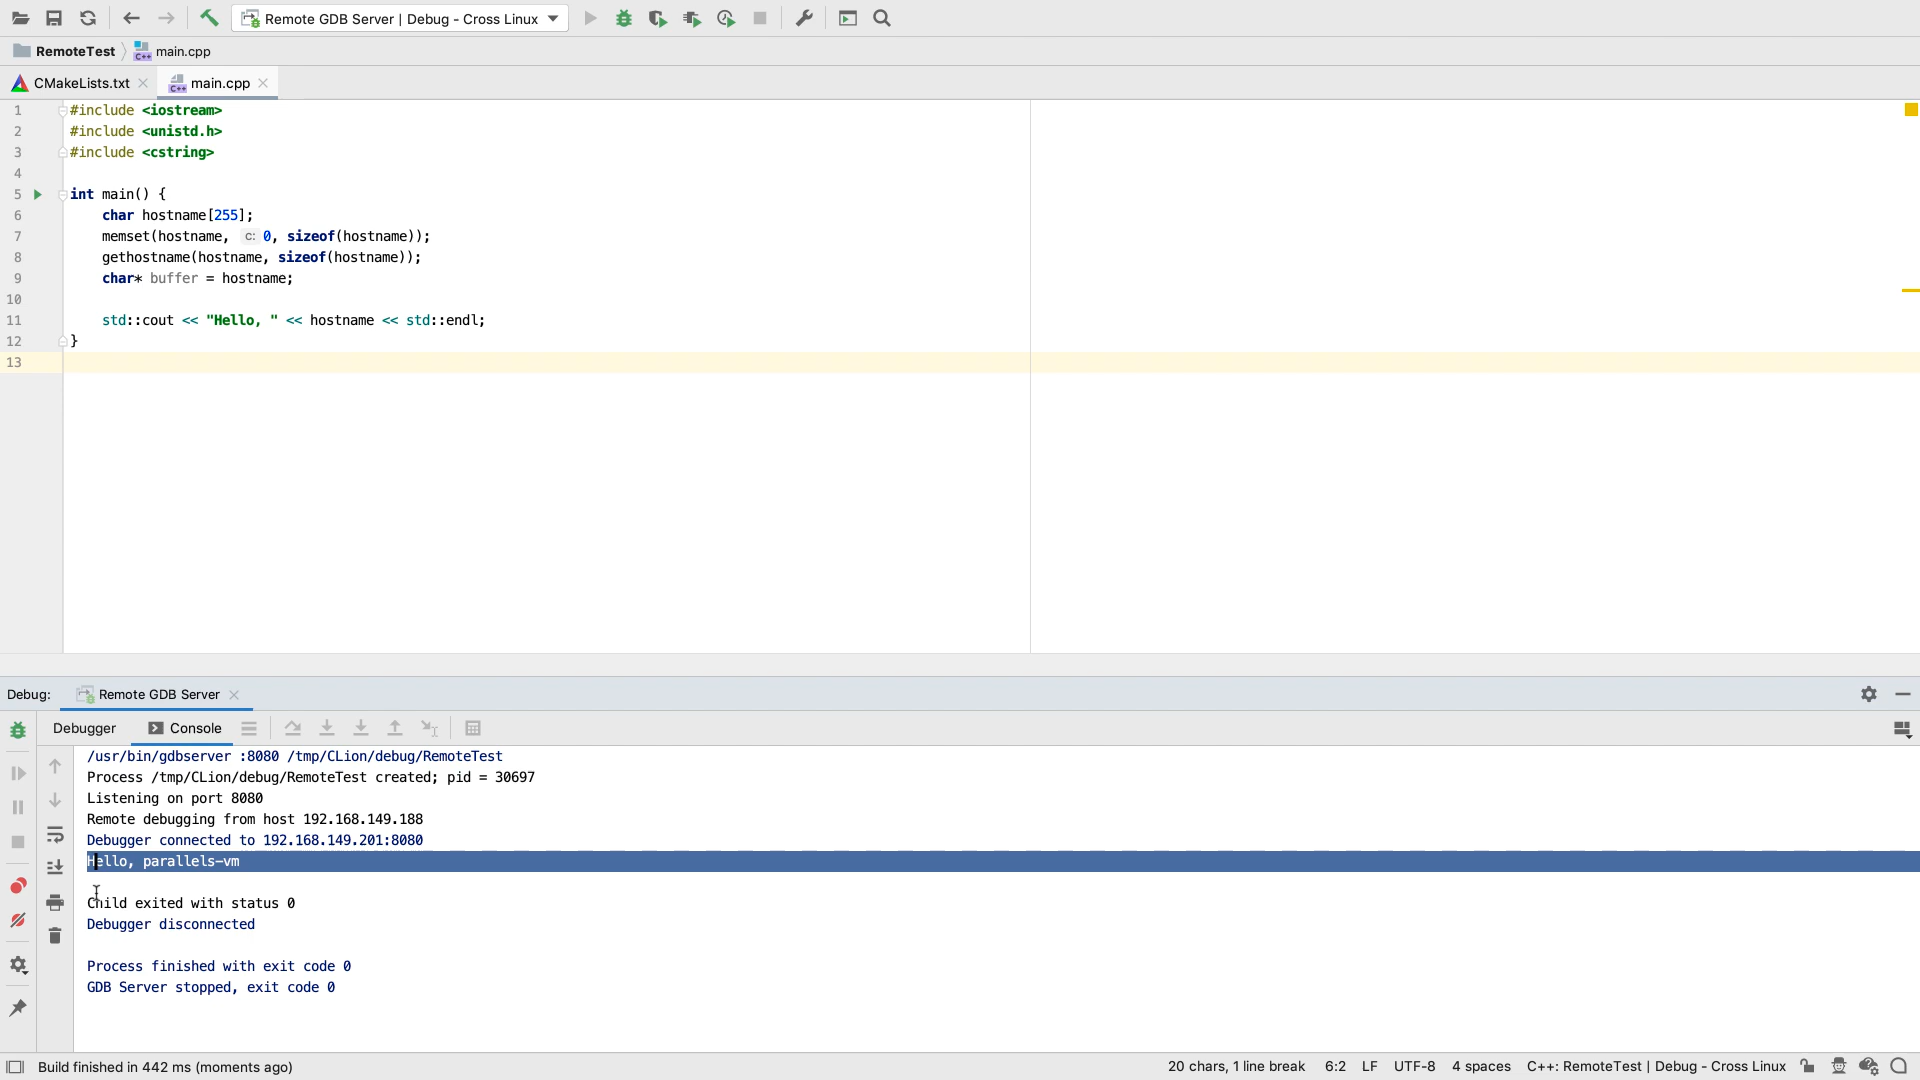 Remote GDB Server | Debug - Cross Linux
RemoteTest main.cpp
CMakeLists.txt main.cpp
1 #include <iostream>
2 #include <unistd.h>
3 #include <cstring>
4
5 int main() {
6 char hostname[255];
7 memset(hostname, c: 0, sizeof(hostname));
8 gethostname(hostname, sizeof(hostname));
9 char* buffer = hostname;
10
11 std::cout << "Hello, " << hostname << std::endl;
12 }
13
Debug: Remote GDB Server
Debugger Console
/usr/bin/gdbserver :8080 /tmp/CLion/debug/RemoteTest
Process /tmp/CLion/debug/RemoteTest created; pid = 30697
Listening on port 8080
Remote debugging from host 192.168.149.188
Debugger connected to 192.168.149.201:8080
Hello, parallels-vm
Child exited with status 0
Debugger disconnected
Process finished with exit code 0
GDB Server stopped, exit code 0
Build finished in 442 ms (moments ago) 20 chars, 1 line break 6:2 LF UTF-8 4 spaces C++: RemoteTest | Debug - Cross Linux